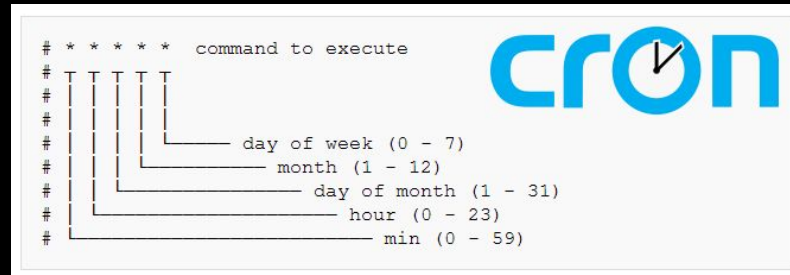 # * * * * * command to execute
cron
# ┬ ┬ ┬ ┬ ┬
# │ │ │ │ │
# │ │ │ │ │
# │ │ │ │ └───── day of week (0 - 7)
# │ │ │ └────────── month (1 - 12)
# │ │ └─────────────── day of month (1 - 31)
# │ └──────────────────── hour (0 - 23)
# └───────────────────────── min (0 - 59)